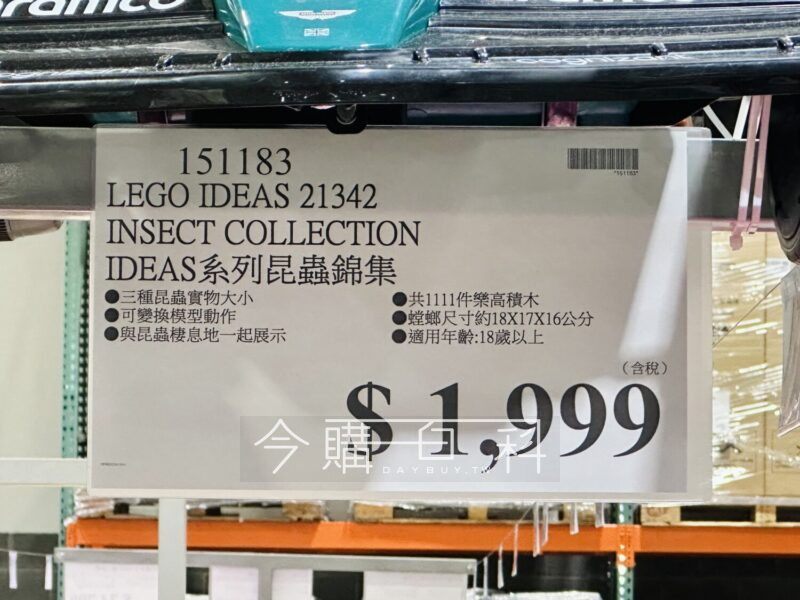 aramco
151183
"151183"
LEGO IDEAS 21342
INSECT COLLECTION
IDEAS系列昆蟲錦集
●三種昆蟲實物大小
●可變換模型動作
●與昆蟲棲息地一起展示
●共1111件樂高積木
●螳螂尺寸約18X17X16公分
●適用年齡:18歲以上
(含稅)
$ 1,999
今購百科
DAYBUY.TW